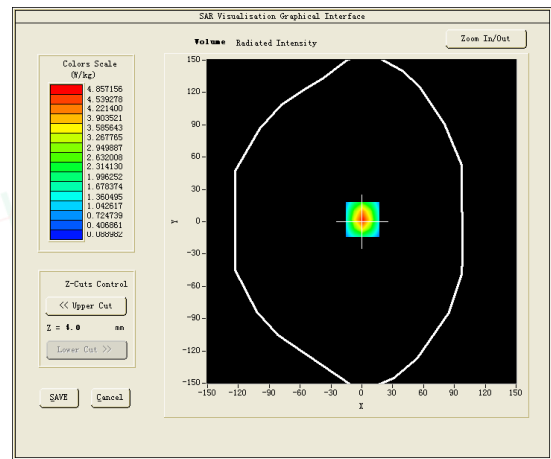 SAR Visualisation Graphical Interface
Volume Radiated Intensity
Zoom In/Out
Colors Scale
(W/kg)
4.857156
4.539278
4.221400
3.903521
3.585643
3.267765
2.949887
2.632008
2.314130
1.996252
1.678374
1.360495
1.042617
0.724739
0.406861
0.088982
Z-Cuts Control
<< Upper Cut
Z = 4.0 mm
Lower Cut >>
SAVE Cancel
150
120
90
60
30
Y
0
-30
-60
-90
-120
-150
-150 -120 -90 -60 -30 0 30 60 90 120 150
X